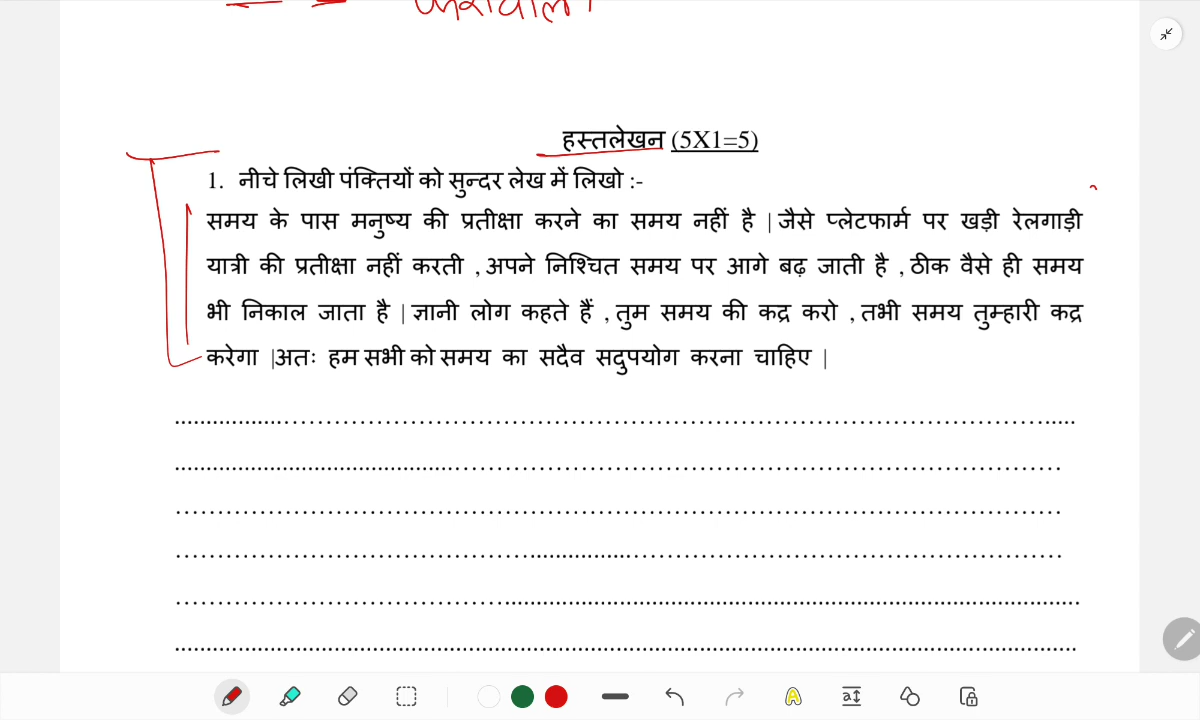 हस्तलेखन (5X1=5)
1. नीचे लिखी पंक्तियों को सुन्दर लेख में लिखो :-
समय के पास मनुष्य की प्रतीक्षा करने का समय नहीं है | जैसे प्लेटफार्म पर खड़ी रेलगाड़ी
यात्री की प्रतीक्षा नहीं करती , अपने निश्चित समय पर आगे बढ़ जाती है , ठीक वैसे ही समय
भी निकाल जाता है | ज्ञानी लोग कहते हैं , तुम समय की कद्र करो , तभी समय तुम्हारी कद्र
करेगा |अतः हम सभी को समय का सदैव सदुपयोग करना चाहिए |